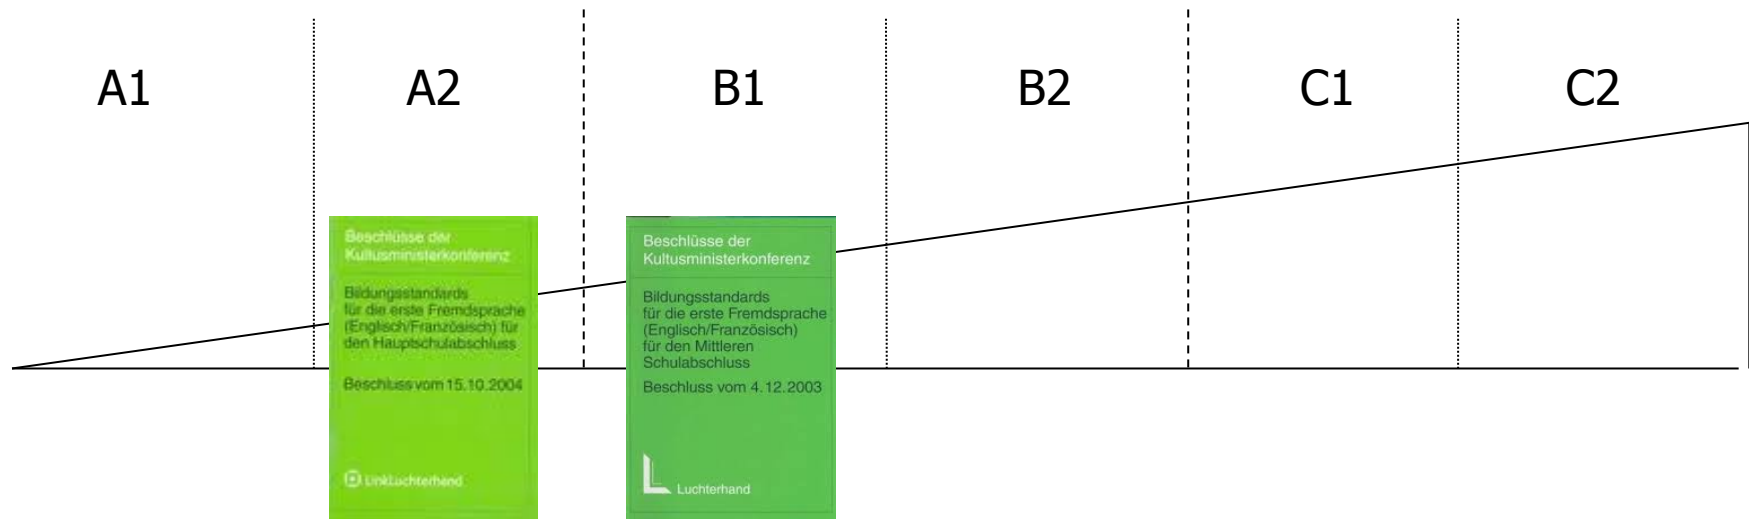 A1
A2
B1
B2
C1
C2
Beschlüsse der
Kultusministerkonferenz
Bildungsstandards
für die erste Fremdsprache
(Englisch/Französisch) für
den Hauptschulabschluss
Beschluss vom 15.10.2004
LinkLuchterhand
Beschlüsse der
Kultusministerkonferenz
Bildungsstandards
für die erste Fremdsprache
(Englisch/Französisch)
für den Mittleren
Schulabschluss
Beschluss vom 4.12.2003
Luchterhand